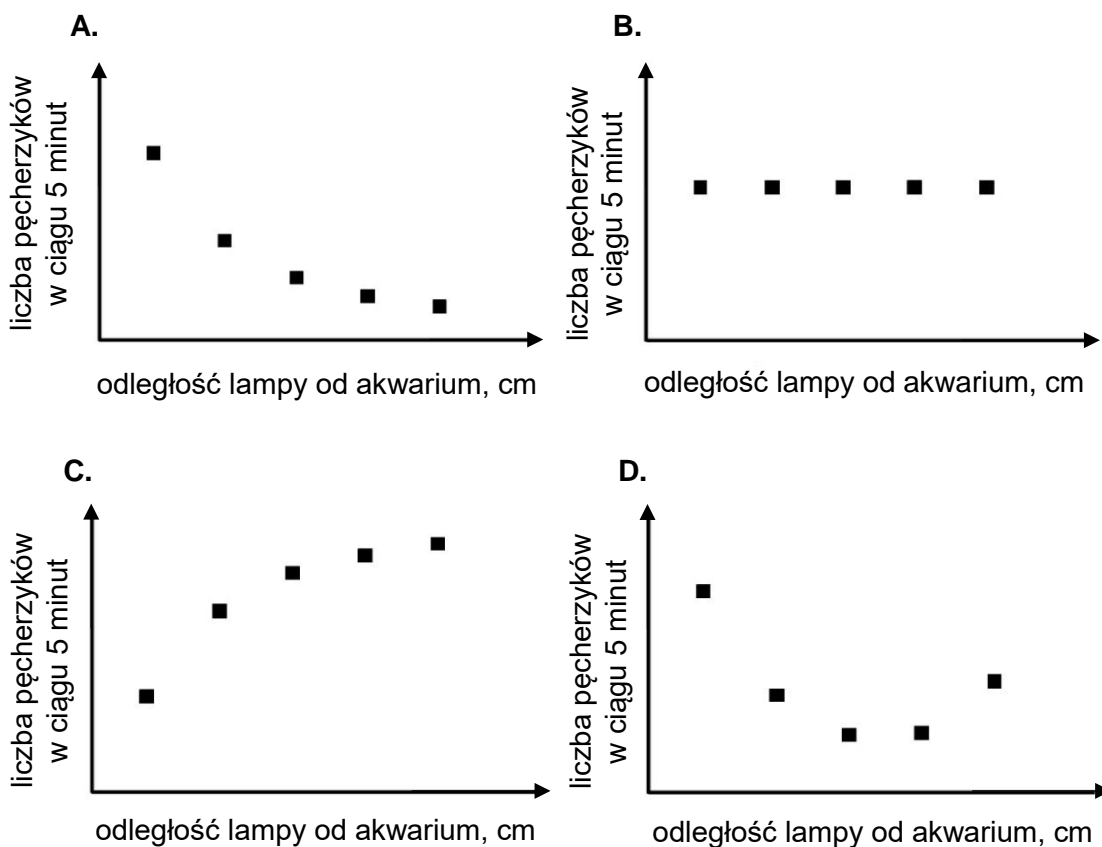 A.
liczba pęcherzyków
w ciągu 5 minut
odległość lampy od akwarium, cm
B.
liczba pęcherzyków
w ciągu 5 minut
odległość lampy od akwarium, cm
C.
liczba pęcherzyków
w ciągu 5 minut
odległość lampy od akwarium, cm
D.
liczba pęcherzyków
w ciągu 5 minut
odległość lampy od akwarium, cm